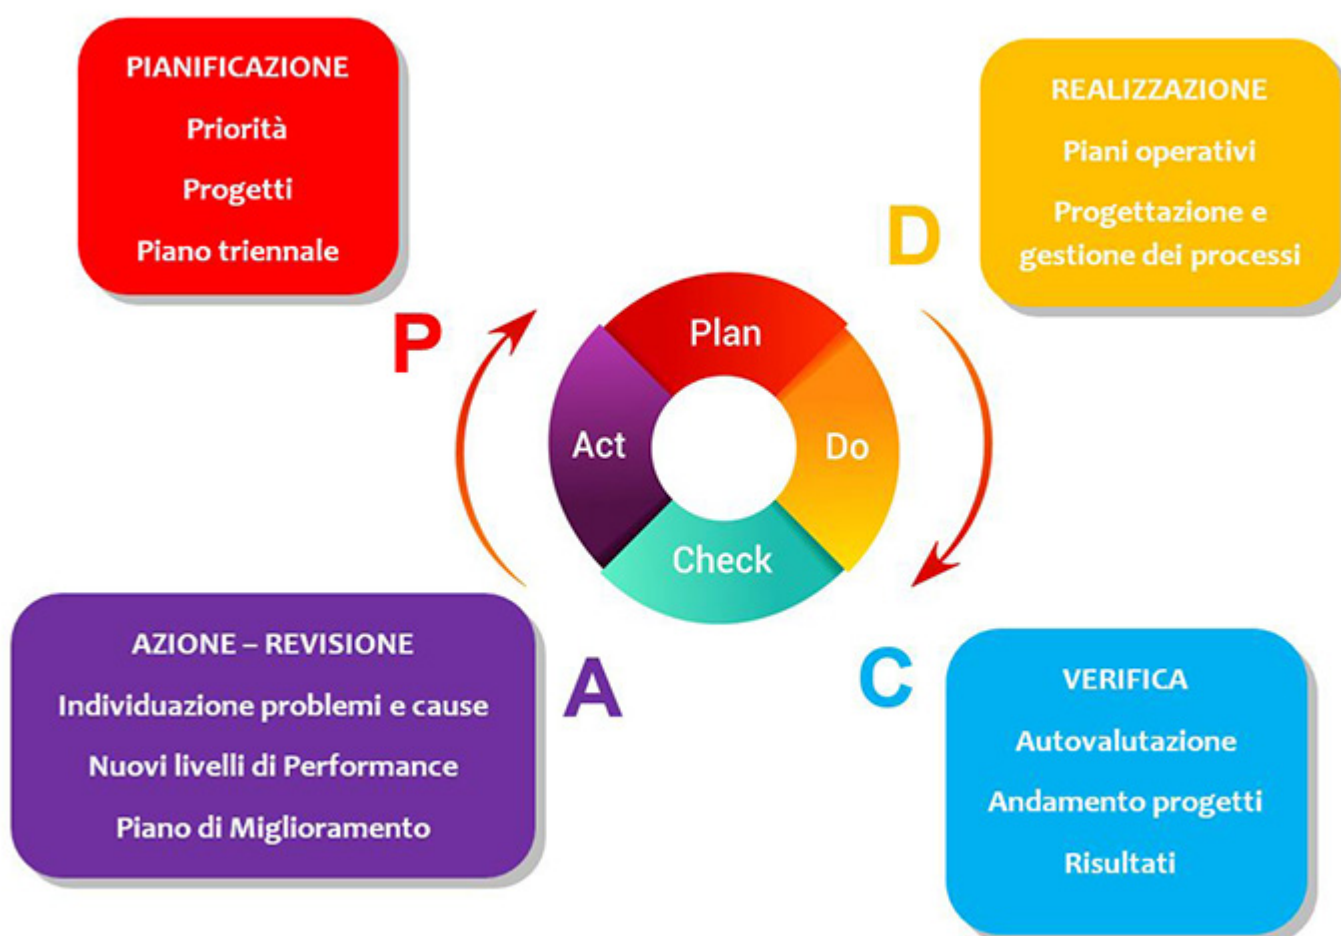 PIANIFICAZIONE
Priorità
Progetti
Piano triennale
P
REALIZZAZIONE
Piani operativi
Progettazione e
gestione dei processi
D
Plan
Act
Do
Check
AZIONE – REVISIONE
Individuazione problemi e cause
Nuovi livelli di Performance
Piano di Miglioramento
A
C
VERIFICA
Autovalutazione
Andamento progetti
Risultati